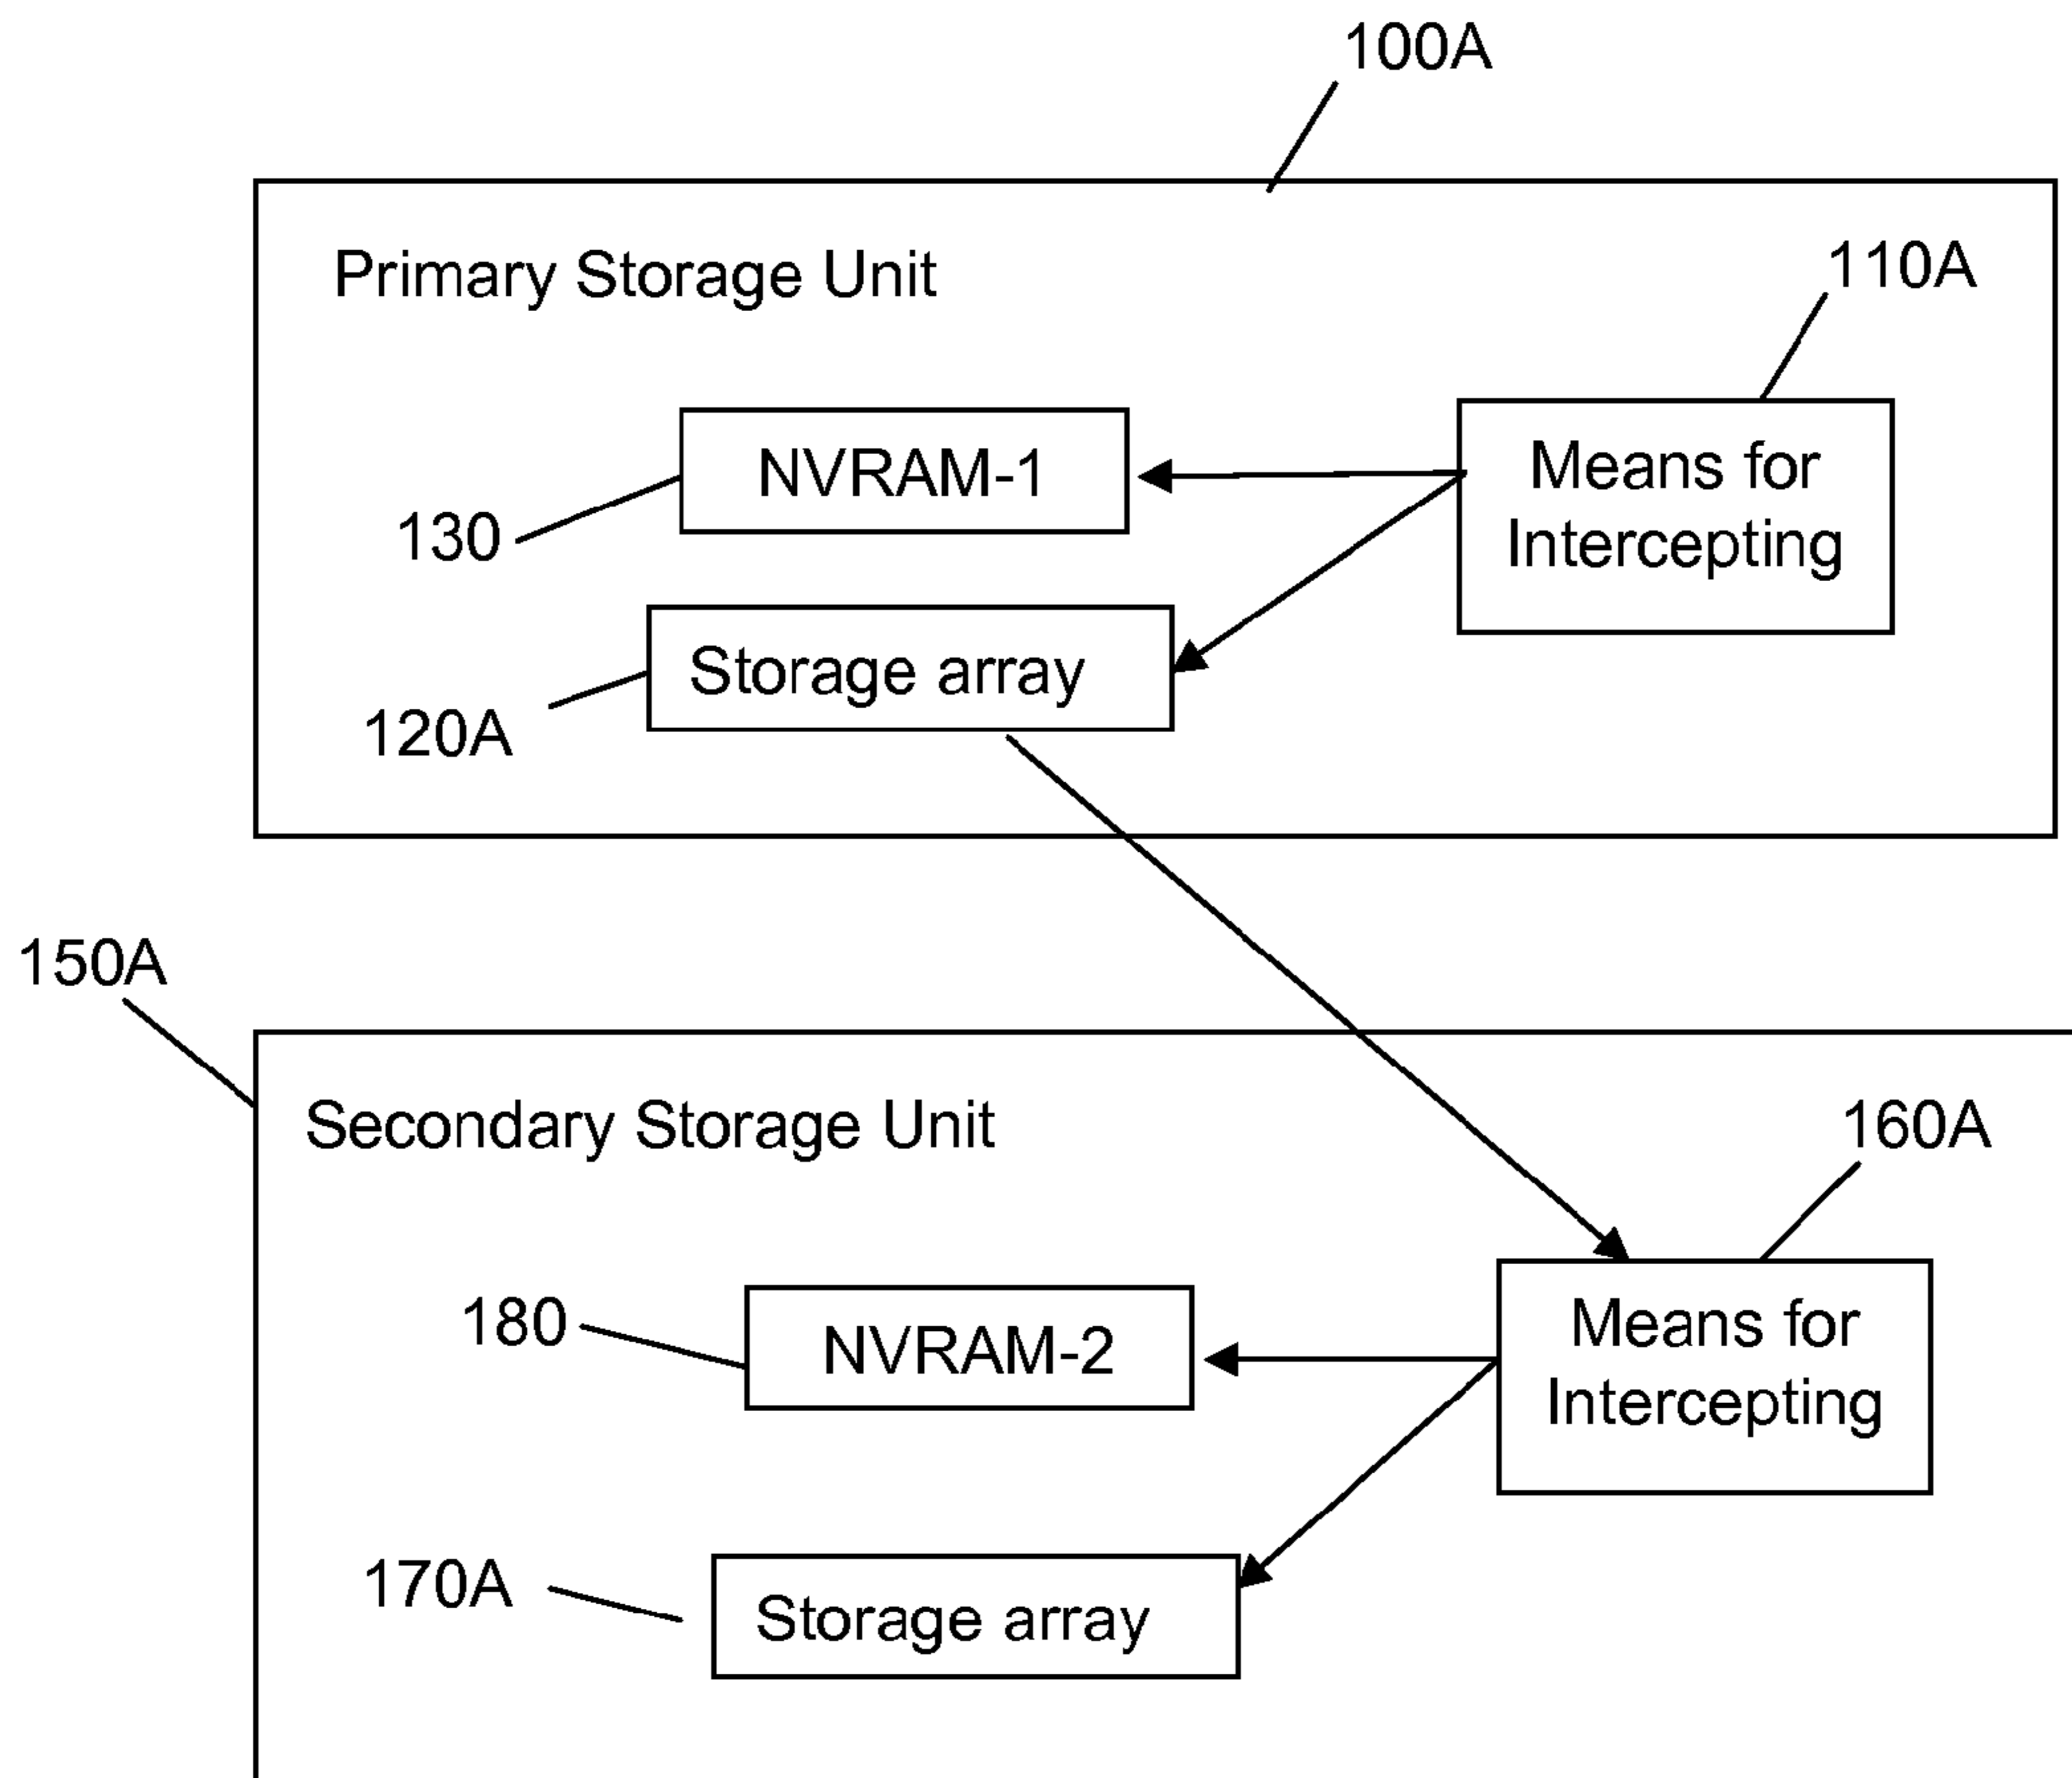 100A
Primary Storage Unit
110A
NVRAM-1
Means for
Intercepting
130
Storage array
120A
150A
Secondary Storage Unit
160A
180
NVRAM-2
Means for
Intercepting
170A
Storage array